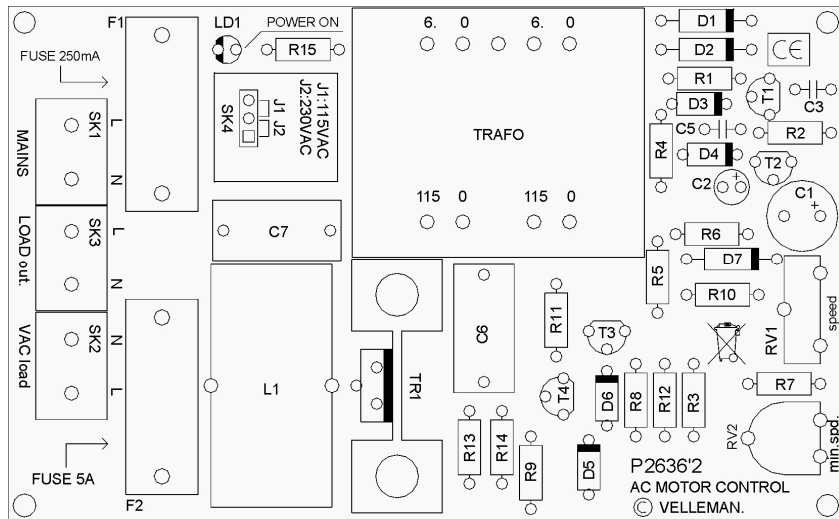 F1
FUSE 250mA
LD1
POWER ON
R15
J1:115VAC
J2:230VAC
J1
J2
SK4
6.
0
6.
0
TRAFO
115
0
115
0
D1
D2
CE
R1
D3
T1
C3
C5
R2
R4
D4
T2
C2
+
C1
+
MAINS
SK1
L
N
LOAD out.
SK3
L
N
VAC load
SK2
N
L
FUSE 5A
F2
C7
L1
TR1
C6
R5
R6
D7
R10
RV1
speed
R11
T3
T4
D6
R8
R12
R3
R7
RV2
min.spd.
R13
R14
R9
D5
P2636'2
AC MOTOR CONTROL
© VELLEMAN.